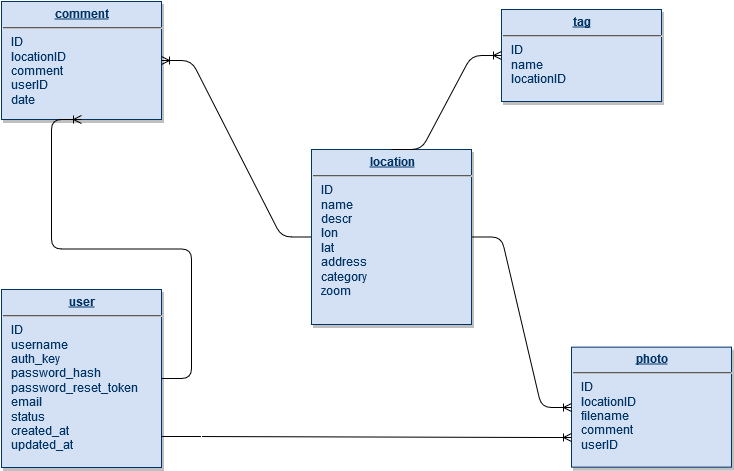 comment
ID
locationID
comment
userID
date
tag
ID
name
locationID
location
ID
name
descr
lon
lat
address
category
zoom
user
ID
username
auth_key
password_hash
password_reset_token
email
status
created_at
updated_at
photo
ID
locationID
filename
comment
userID